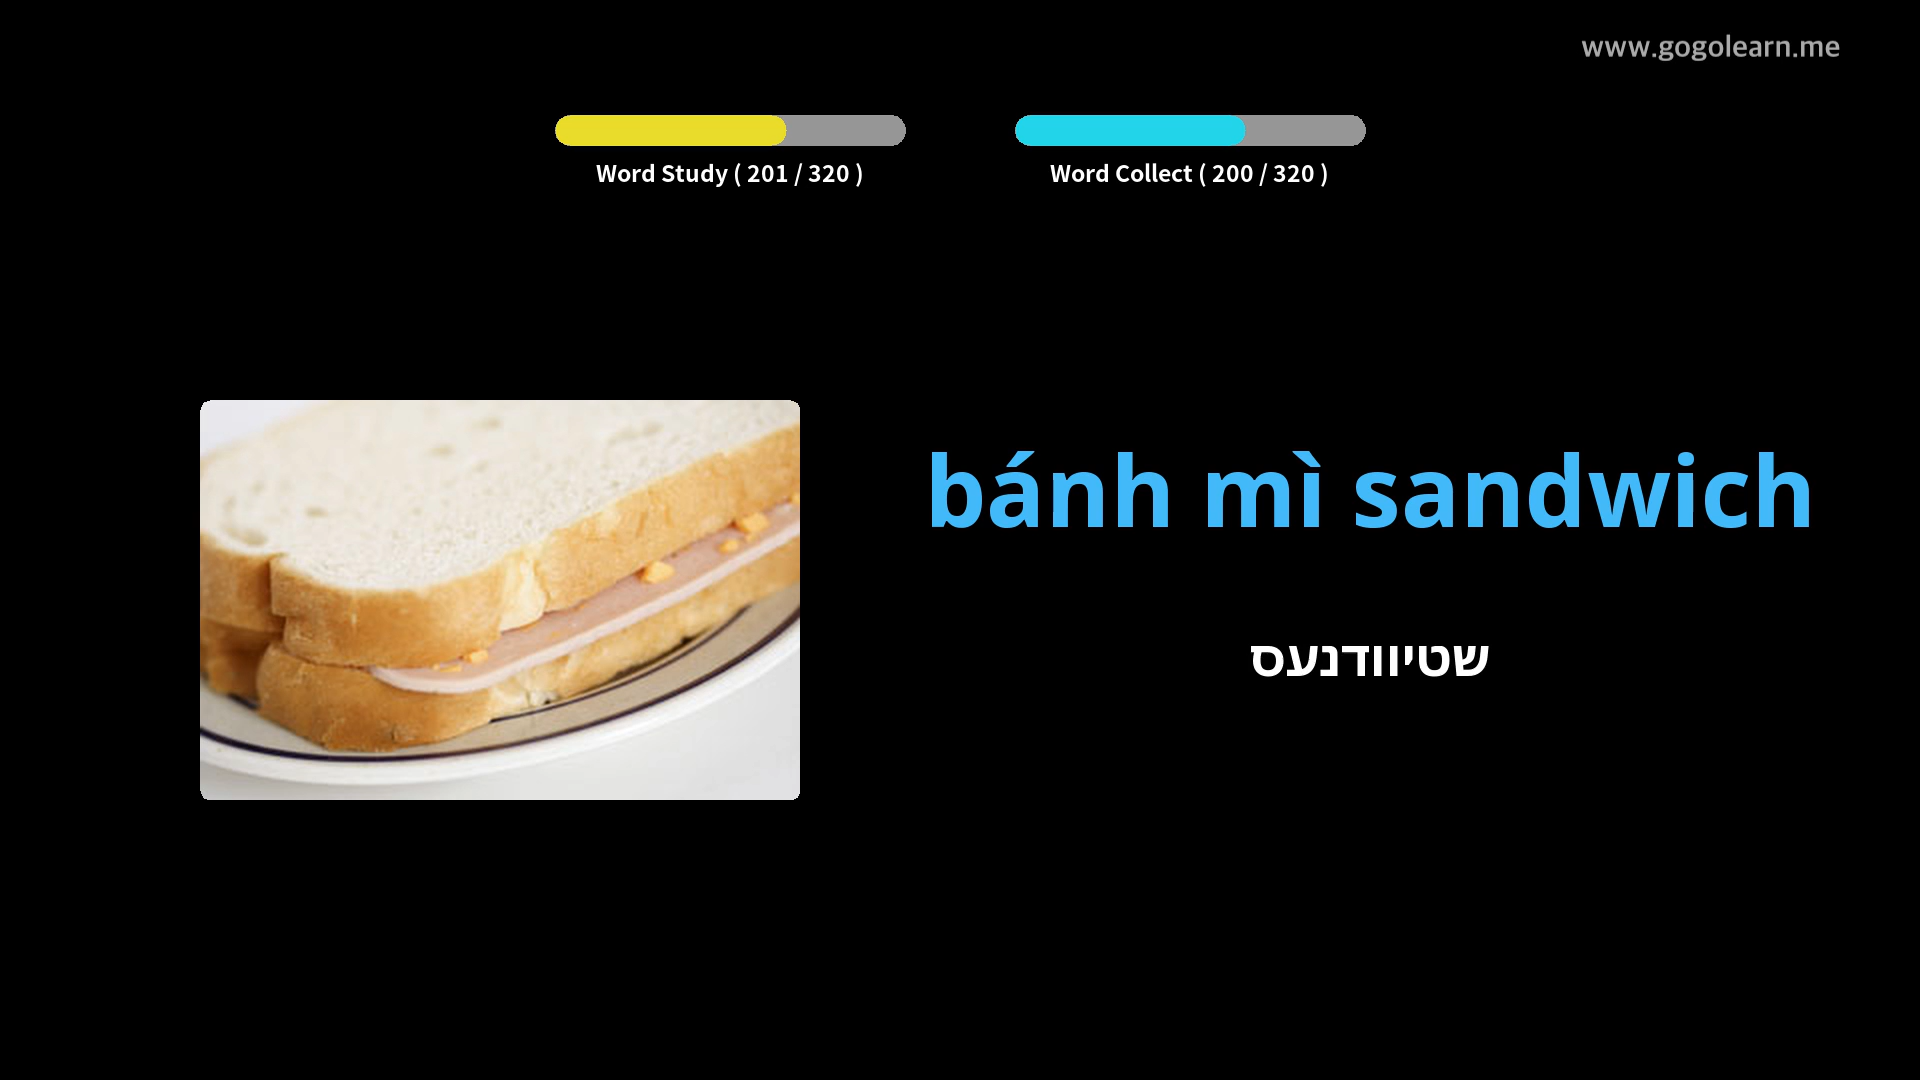 www.gogolearn.me
Word Study ( 201 / 320 )
Word Collect ( 200 / 320 )
bánh mì sandwich
שטיוודנעס